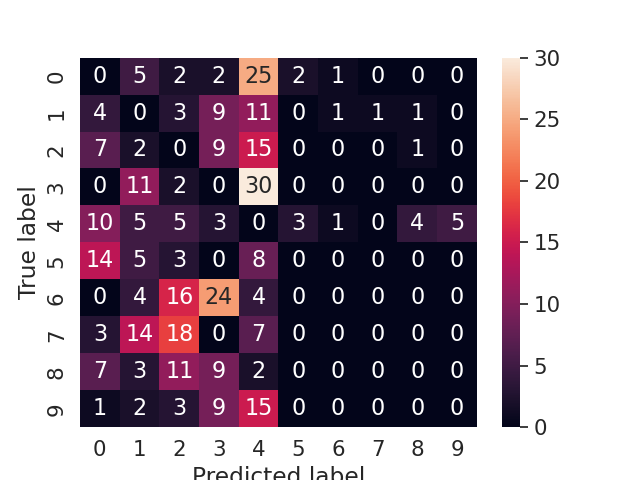 0 0 5 2 2 25 2 1 0 0 0 30
1 4 0 3 9 11 0 1 1 1 0 25
2 7 2 0 9 15 0 0 0 1 0
3 0 11 2 0 30 0 0 0 0 0 20
4 10 5 5 3 0 3 1 0 4 5 15
5 14 5 3 0 8 0 0 0 0 0
6 0 4 16 24 4 0 0 0 0 0 10
7 3 14 18 0 7 0 0 0 0 0
8 7 3 11 9 2 0 0 0 0 0 5
9 1 2 3 9 15 0 0 0 0 0 0
0 1 2 3 4 5 6 7 8 9
True label
Predicted label